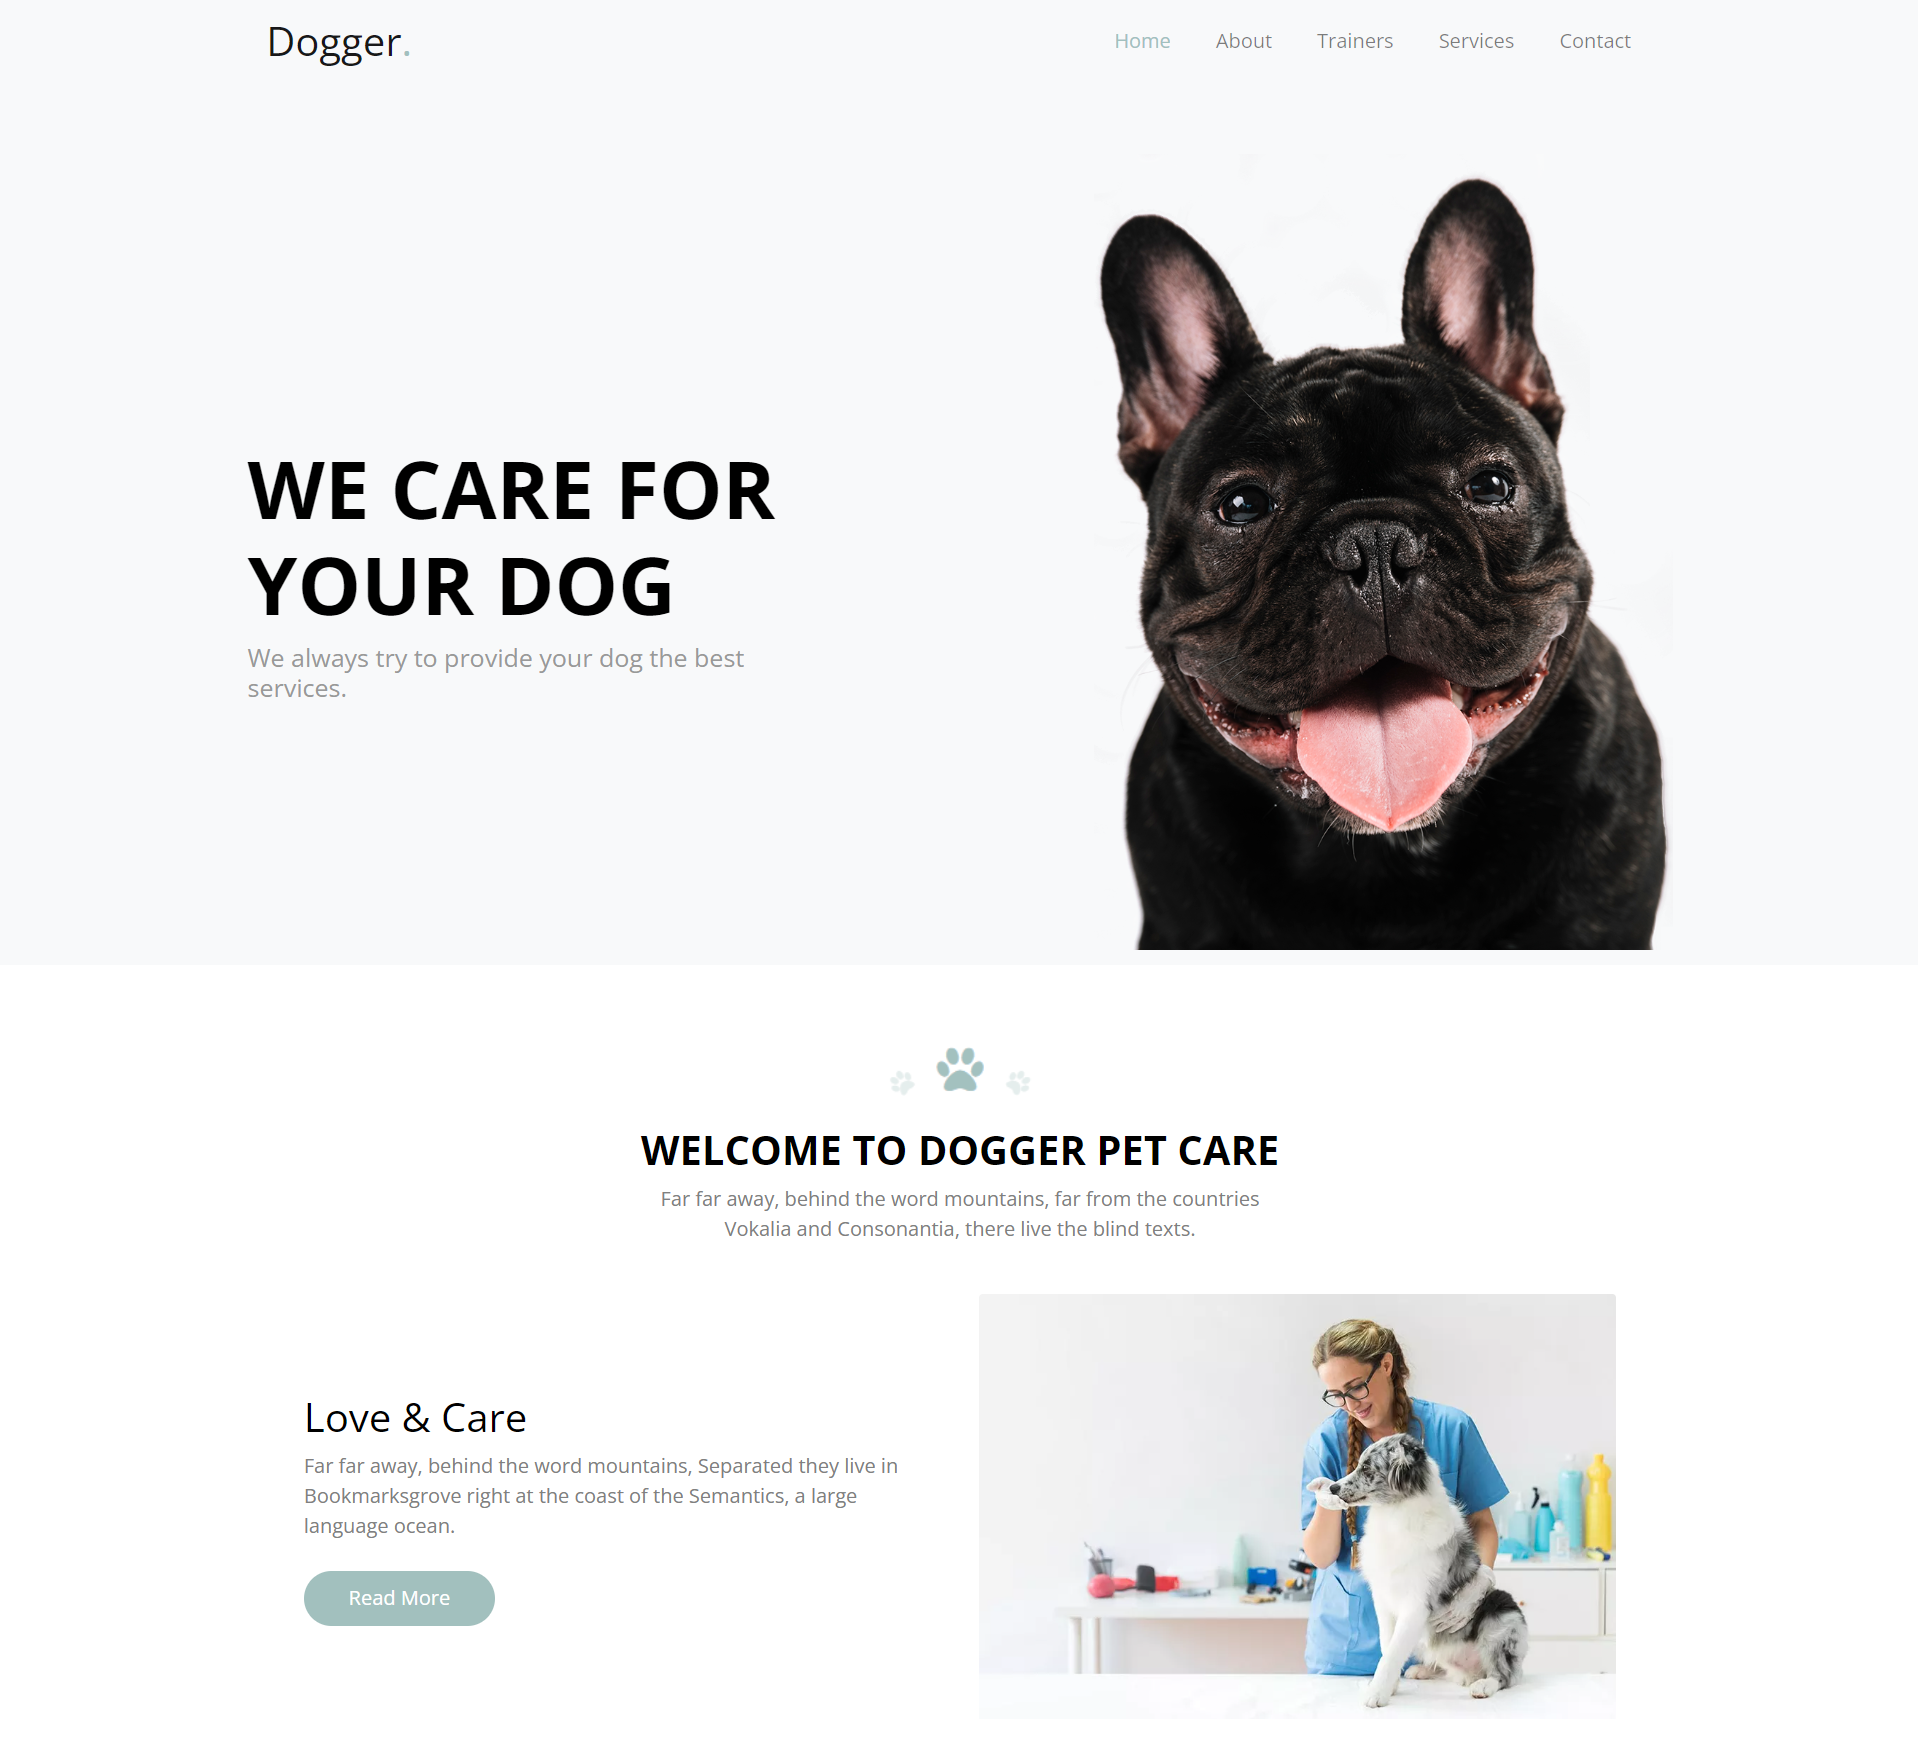 Dogger.
Home About Trainers Services Contact
WE CARE FOR
YOUR DOG
We always try to provide your dog the best
services.
WELCOME TO DOGGER PET CARE
Far far away, behind the word mountains, far from the countries
Vokalia and Consonantia, there live the blind texts.
Love & Care
Far far away, behind the word mountains, Separated they live in
Bookmarksgrove right at the coast of the Semantics, a large
language ocean.
Read More